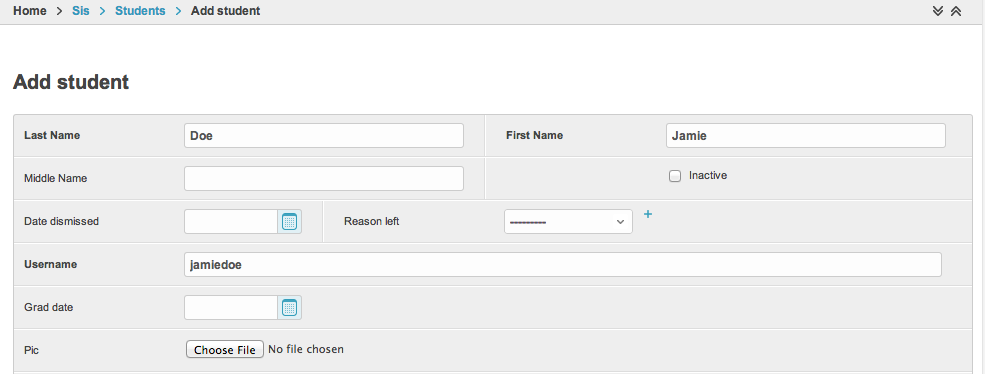 Home > Sis > Students > Add student
Add student
Last Name Doe First Name Jamie
Middle Name Inactive
Date dismissed Reason left --------- +
Username jamiedoe
Grad date
Pic Choose File No file chosen